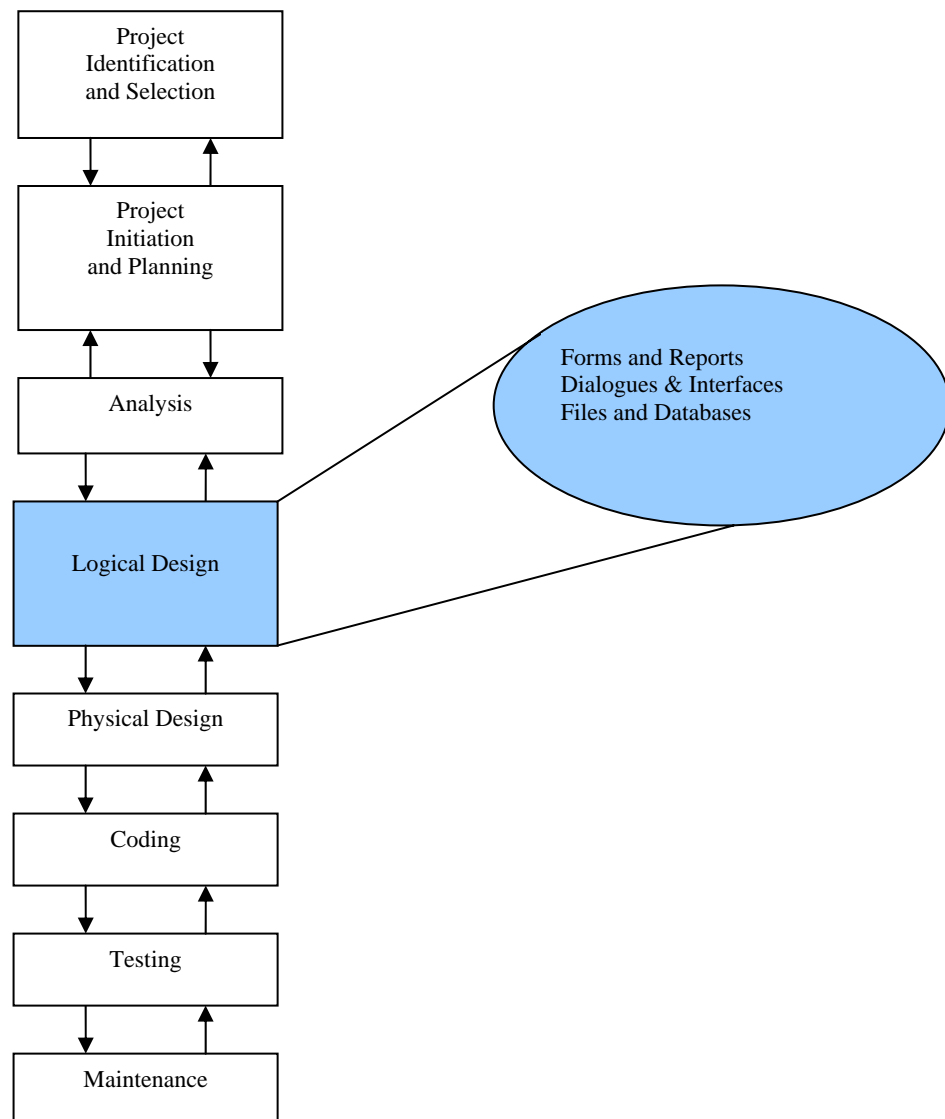 Project
Identification
and Selection
Project
Initiation
and Planning
Analysis
Forms and Reports
Dialogues & Interfaces
Files and Databases
Logical Design
Physical Design
Coding
Testing
Maintenance